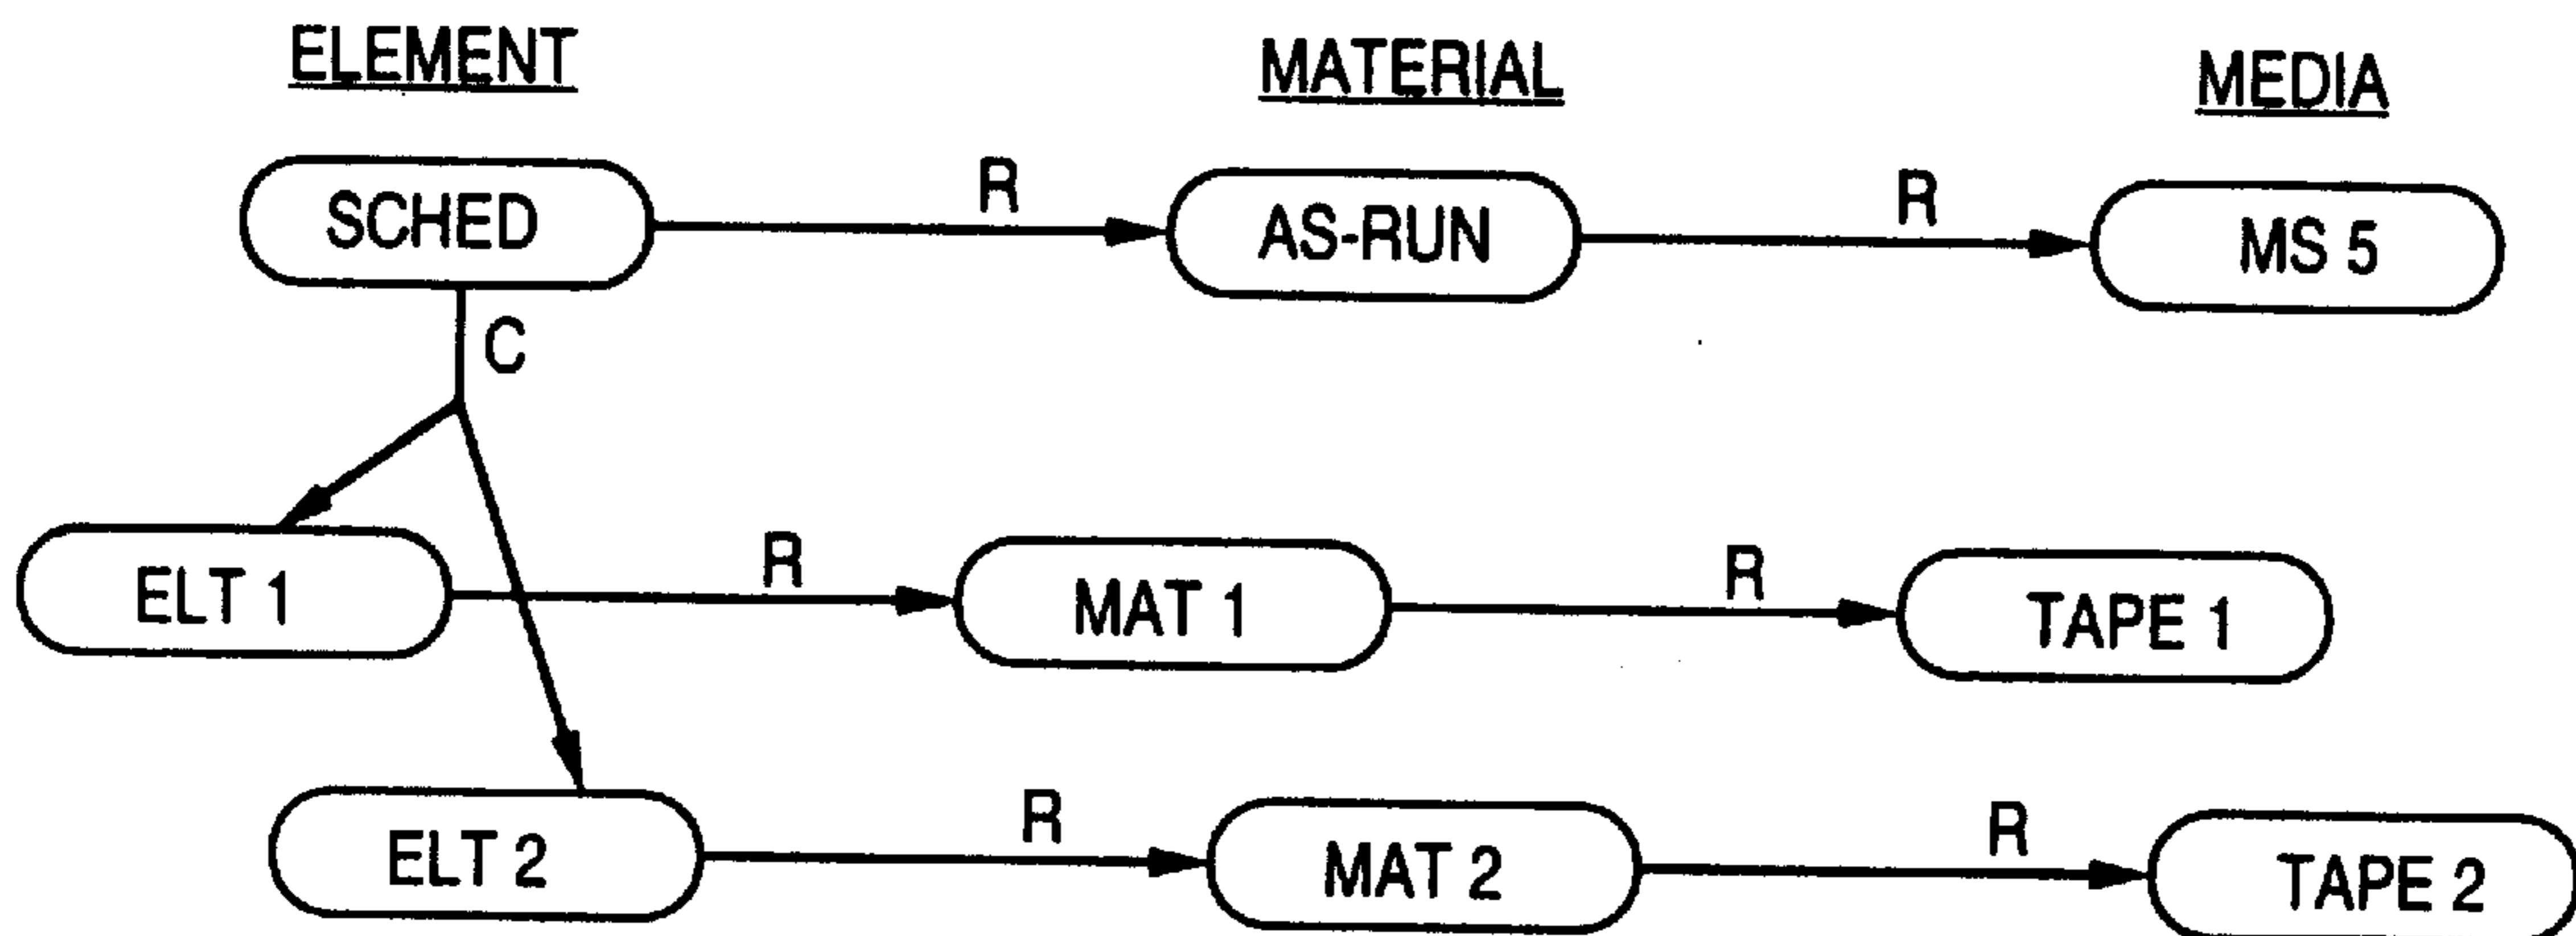 ELEMENT MATERIAL MEDIA
SCHED R AS-RUN R MS 5
C
ELT 1 R MAT 1 R TAPE 1
ELT 2 R MAT 2 R TAPE 2